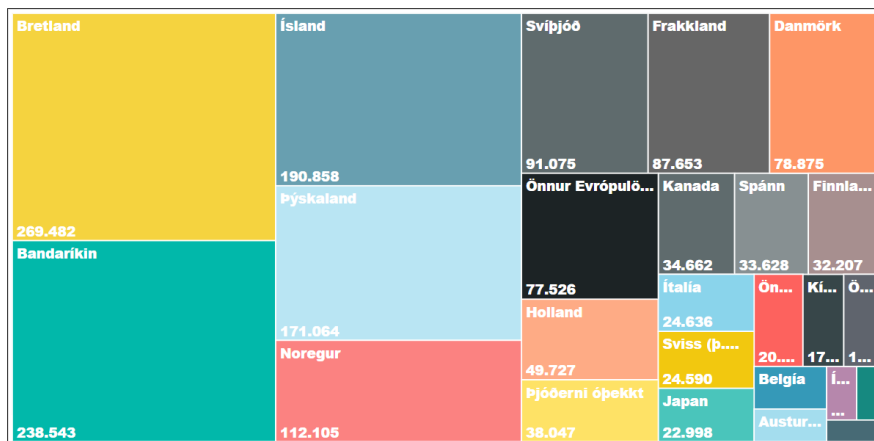 Bretland
269.482
Bandaríkin
238.543
Ísland
190.858
Þýskaland
171.064
Noregur
112.105
Svíþjóð
91.075
Frakkland
87.653
Danmörk
78.875
Önnur Evrópulö...
77.526
Holland
49.727
Þjóðerni óþekkt
38.047
Kanada
34.662
Spánn
33.628
Finnla...
32.207
Ítalía
24.636
Sviss (þ....
24.590
Japan
22.998
Ön...
20....
Kí...
17...
Ö...
1...
Belgía
Austur...
Í...
...